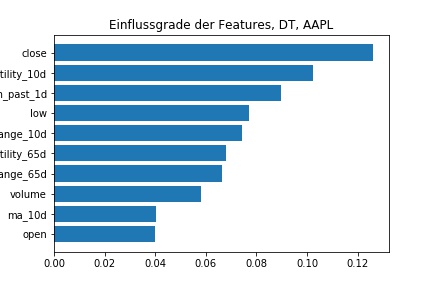 Einflussgrade der Features, DT, AAPL
close
tility_10d
n_past_1d
low
ange_10d
tility_65d
ange_65d
volume
ma_10d
open
0.00 0.02 0.04 0.06 0.08 0.10 0.12